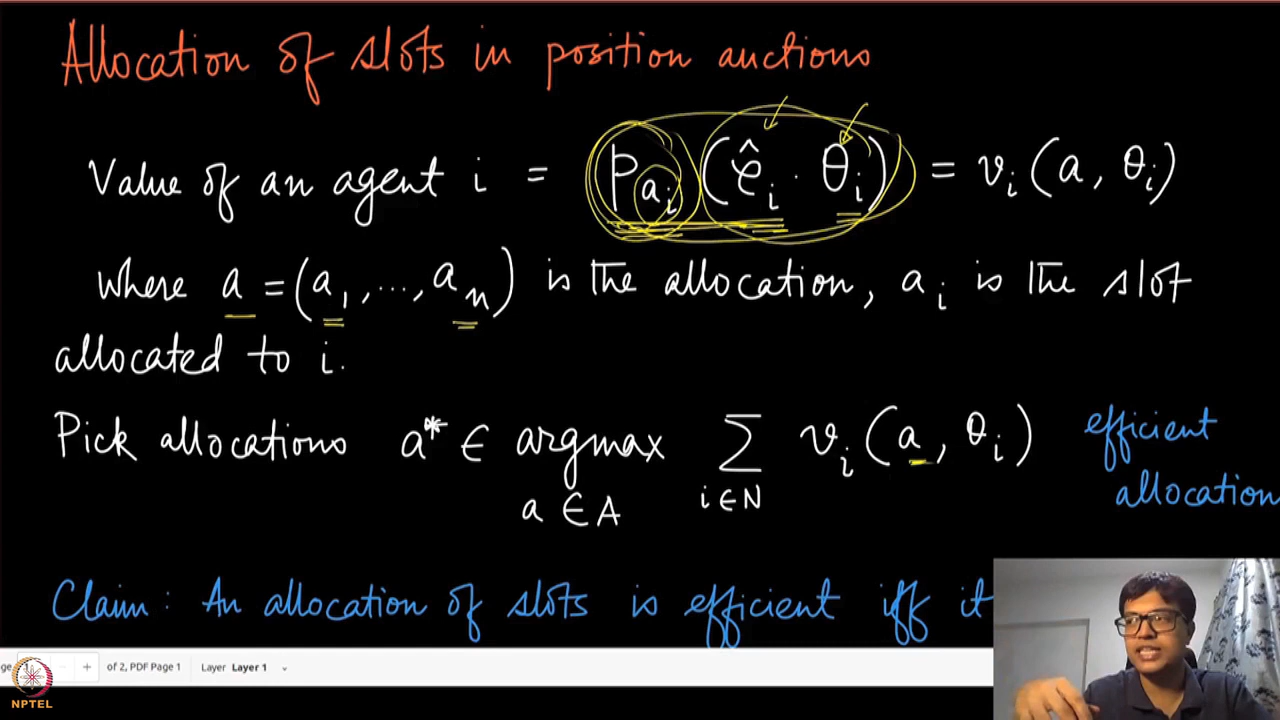 Allocation of slots in position auctions
Value of an agent i = p_{a_i} (ê_i · θ_i) = v_i (a, θ_i)
where a = (a_1, ..., a_n) is the allocation, a_i is the slot
allocated to i.
Pick allocations a* ∈ argmax_{a ∈ A} ∑_{i ∈ N} v_i (a, θ_i) efficient
allocation
Claim: An allocation of slots is efficient iff it
of 2, PDF Page 1 Layer Layer 1
NPTEL